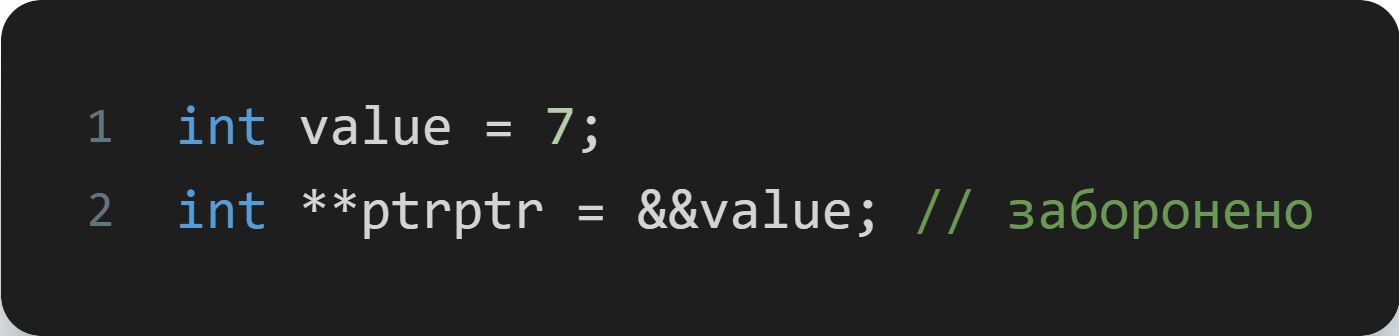 1 int value = 7;
2 int **ptrptr = &&value; // заборонено